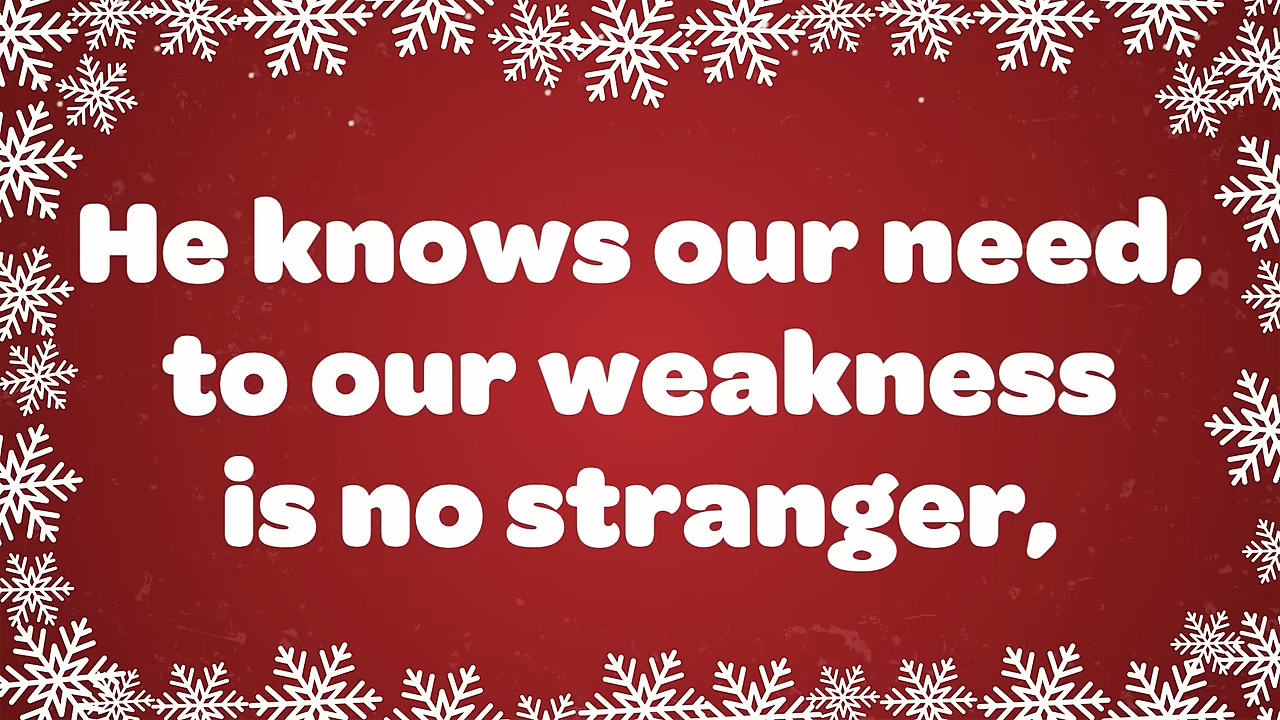 He knows our need,
to our weakness
is no stranger,